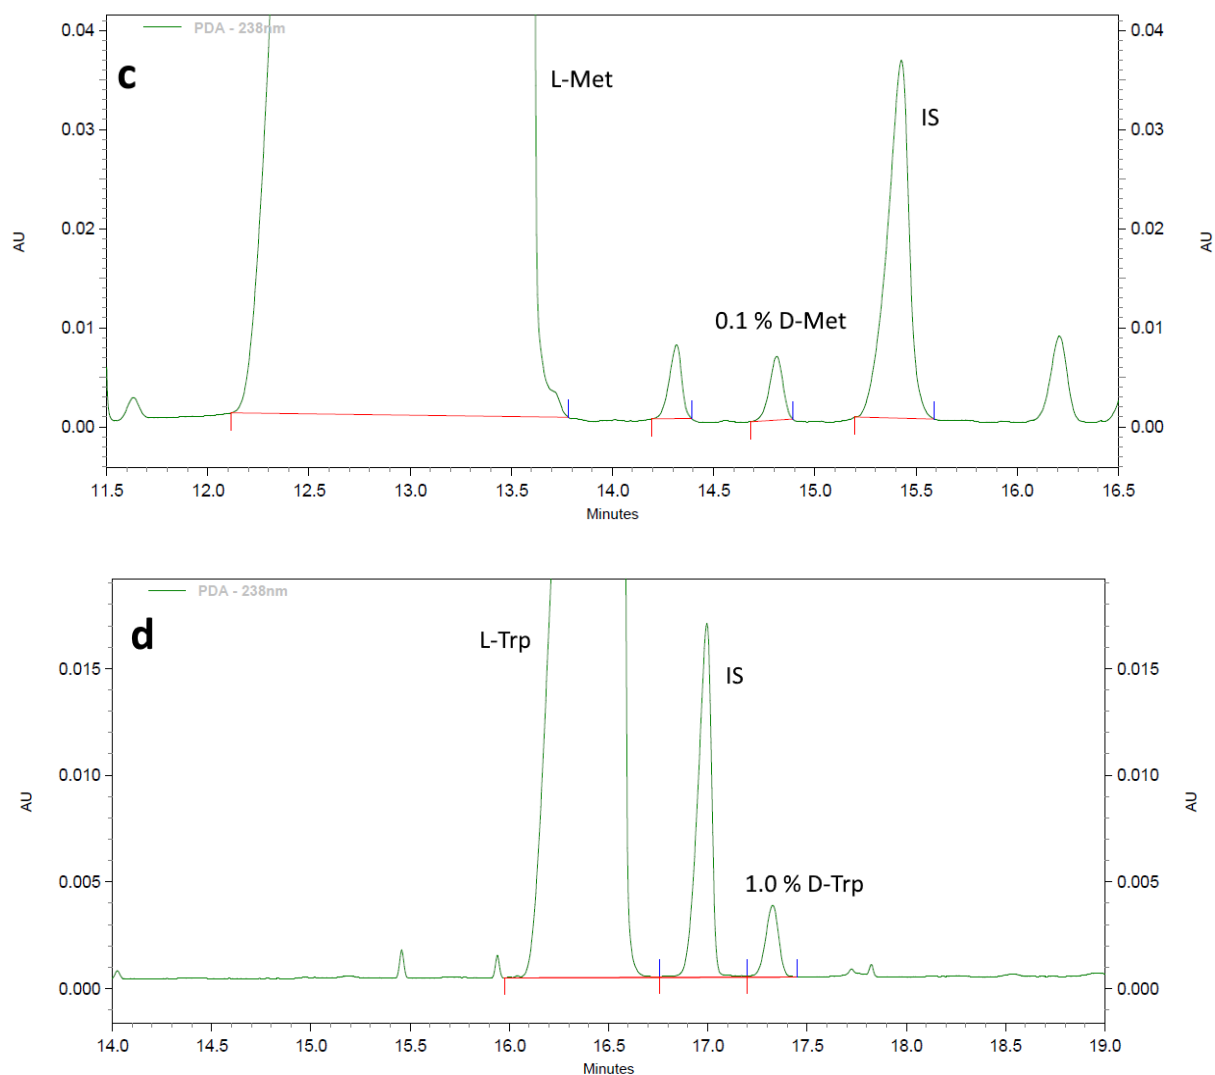 PDA - 238nm
c
L-Met
IS
0.1 % D-Met
0.04
0.03
0.02
0.01
0.00
AU
0.04
0.03
0.02
0.01
0.00
AU
11.5 12.0 12.5 13.0 13.5 14.0 14.5 15.0 15.5 16.0 16.5
Minutes
PDA - 238nm
d
L-Trp
IS
1.0 % D-Trp
0.015
0.010
0.005
0.000
AU
0.015
0.010
0.005
0.000
AU
14.0 14.5 15.0 15.5 16.0 16.5 17.0 17.5 18.0 18.5 19.0
Minutes